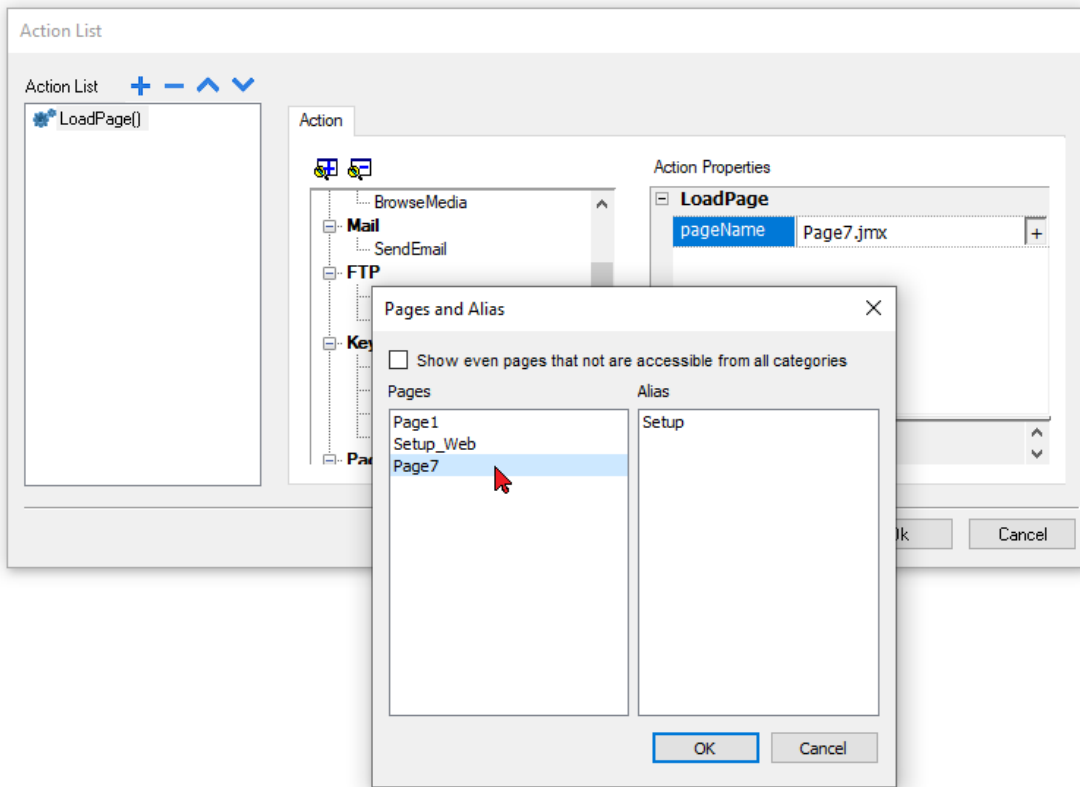 Action List
Action List
LoadPage()
Action
Action Properties
BrowseMedia
Mail
SendEmail
FTP
LoadPage
pageName Page7.jmx +
Pages and Alias
Show even pages that not are accessible from all categories
Pages Alias
Page1 Setup
Setup_Web
Page7
OK Cancel
Cancel